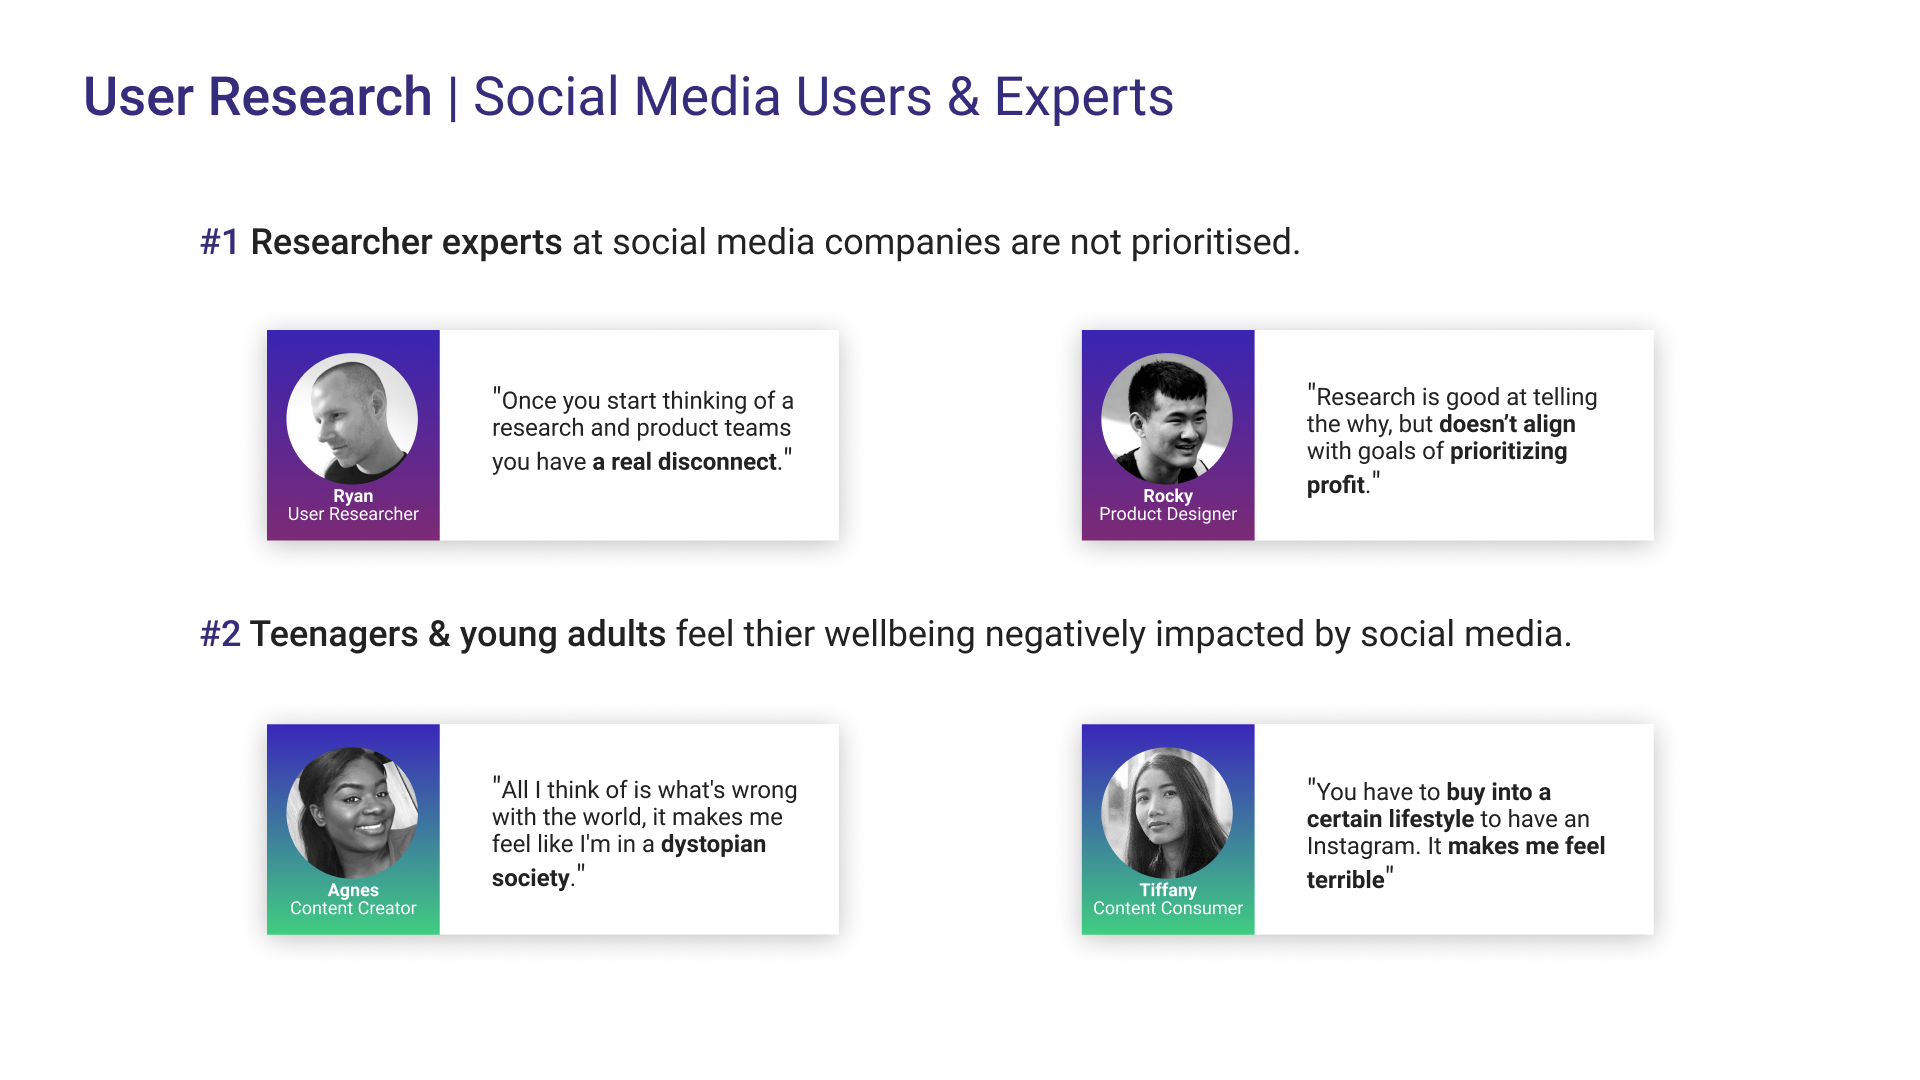 User Research | Social Media Users & Experts
#1 Researcher experts at social media companies are not prioritised.
"Once you start thinking of a
research and product teams
you have a real disconnect."
Ryan
User Researcher
"Research is good at telling
the why, but doesn’t align
with goals of prioritizing
profit."
Rocky
Product Designer
#2 Teenagers & young adults feel thier wellbeing negatively impacted by social media.
"All I think of is what's wrong
with the world, it makes me
feel like I'm in a dystopian
society."
Agnes
Content Creator
"You have to buy into a
certain lifestyle to have an
Instagram. It makes me feel
terrible"
Tiffany
Content Consumer